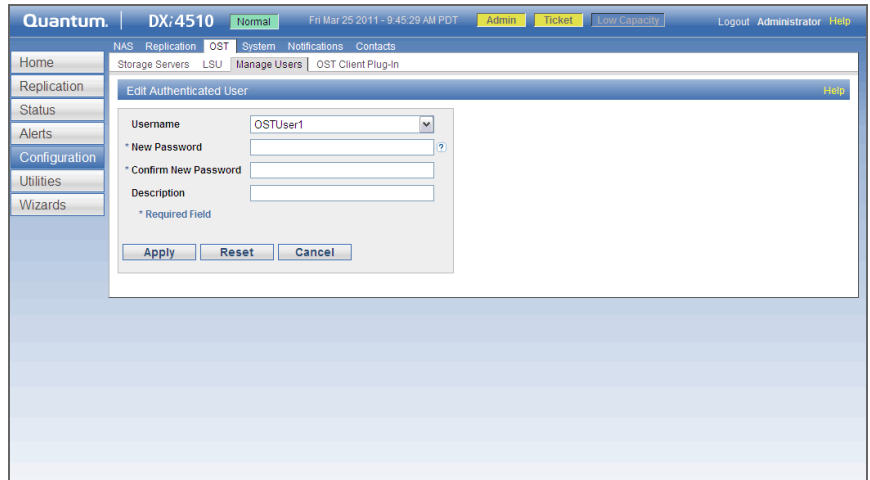 Quantum. DXi4510 Normal Fri Mar 25 2011 - 9:45:29 AM PDT Admin Ticket Low Capacity Logout Administrator Help
NAS Replication OST System Notifications Contacts
Storage Servers LSU Manage Users OST Client Plug-In
Home
Replication
Status
Alerts
Configuration
Utilities
Wizards
Edit Authenticated User Help
Username OSTUser1
* New Password ?
* Confirm New Password
Description
* Required Field
Apply Reset Cancel